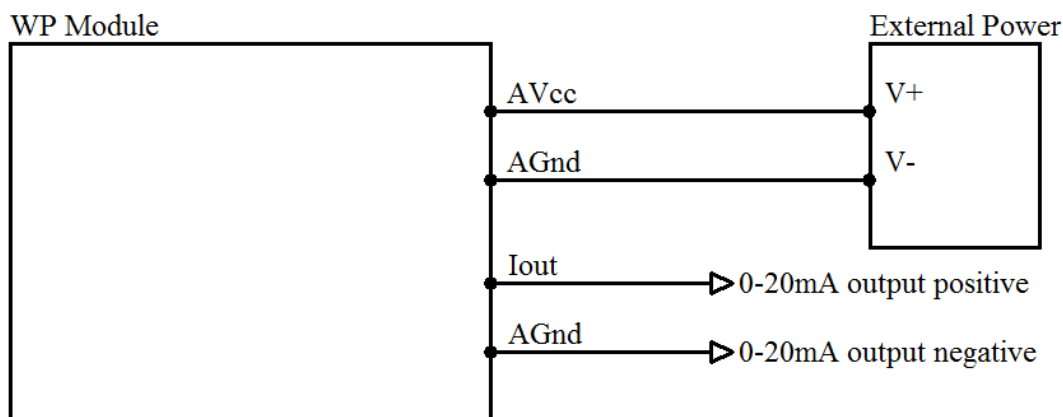 WP Module
External Power
AVcc
V+
AGnd
V-
Iout
0-20mA output positive
AGnd
0-20mA output negative